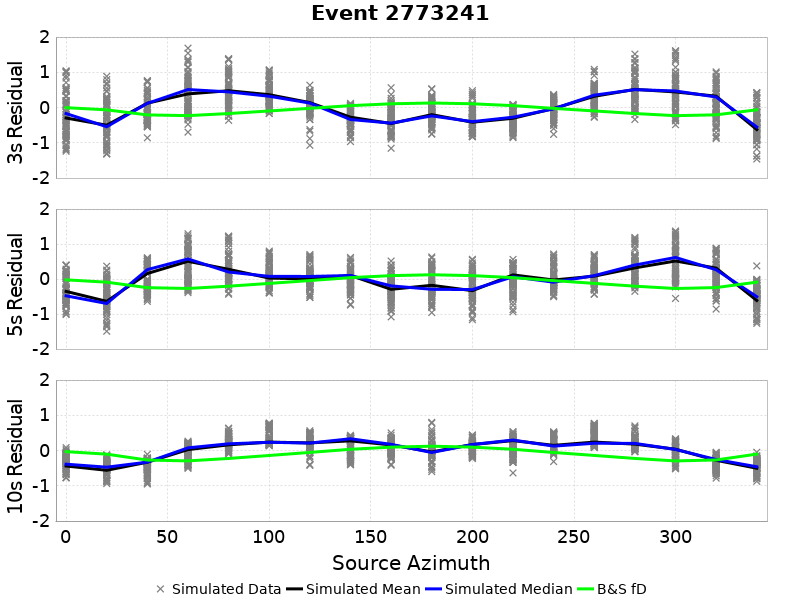 Event 2773241
2
1
0
-1
-2
3s Residual
2
1
0
-1
-2
5s Residual
2
1
0
-1
-2
10s Residual
0 50 100 150 200 250 300
Source Azimuth
Simulated Data Simulated Mean Simulated Median B&S fD